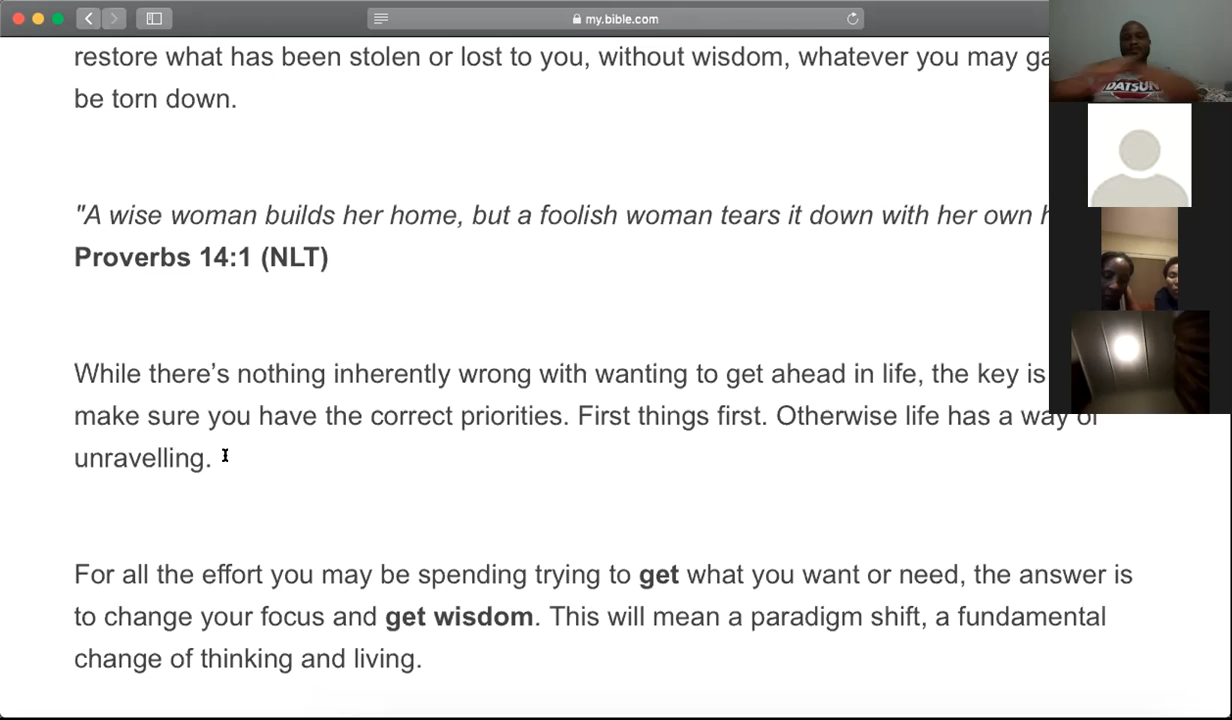 my.bible.com
restore what has been stolen or lost to you, without wisdom, whatever you may
be torn down.
DATSUN
"A wise woman builds her home, but a foolish woman tears it down with her own
Proverbs 14:1 (NLT)
While there’s nothing inherently wrong with wanting to get ahead in life, the key is
make sure you have the correct priorities. First things first. Otherwise life has a way of
unravelling.
For all the effort you may be spending trying to get what you want or need, the answer is
to change your focus and get wisdom. This will mean a paradigm shift, a fundamental
change of thinking and living.